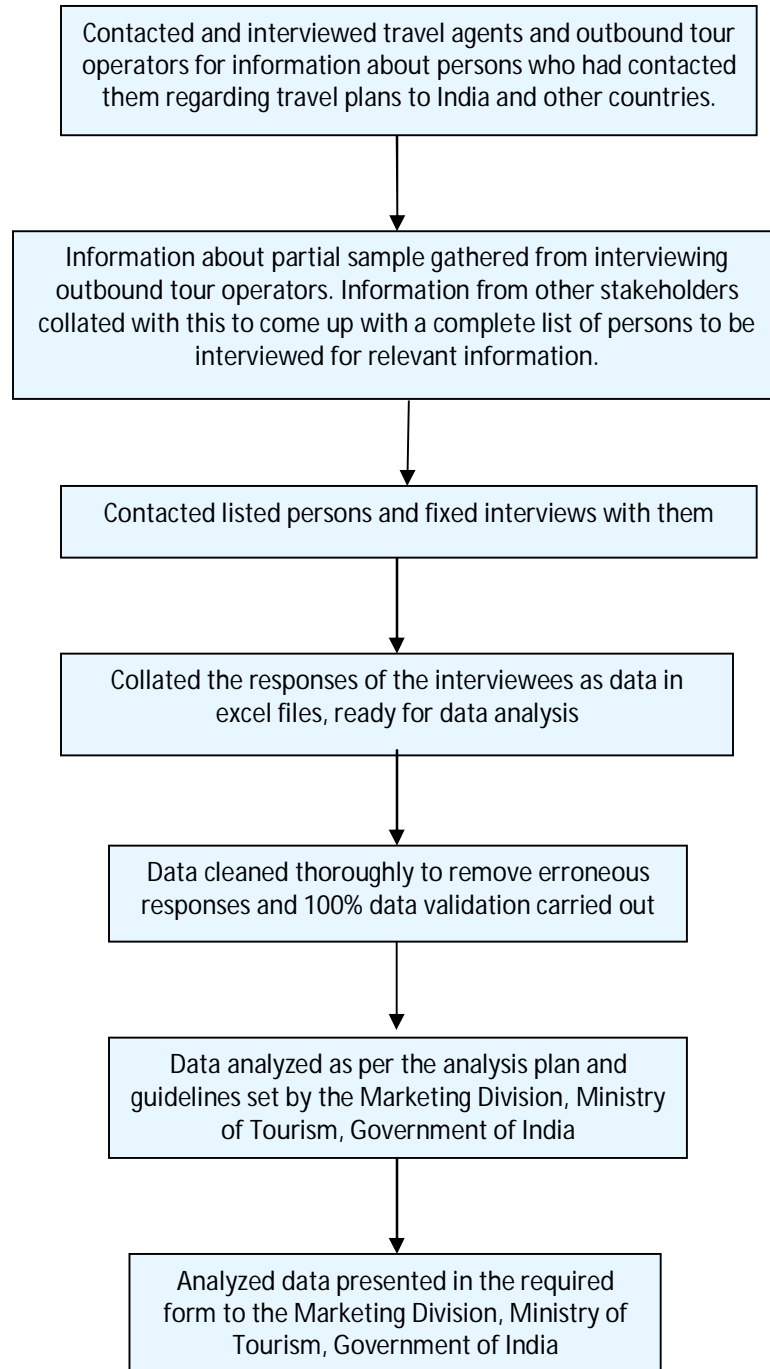 Contacted and interviewed travel agents and outbound tour
operators for information about persons who had contacted
them regarding travel plans to India and other countries.
Information about partial sample gathered from interviewing
outbound tour operators. Information from other stakeholders
collated with this to come up with a complete list of persons to be
interviewed for relevant information.
Contacted listed persons and fixed interviews with them
Collated the responses of the interviewees as data in
excel files, ready for data analysis
Data cleaned thoroughly to remove erroneous
responses and 100% data validation carried out
Data analyzed as per the analysis plan and
guidelines set by the Marketing Division, Ministry
of Tourism, Government of India
Analyzed data presented in the required
form to the Marketing Division, Ministry of
Tourism, Government of India